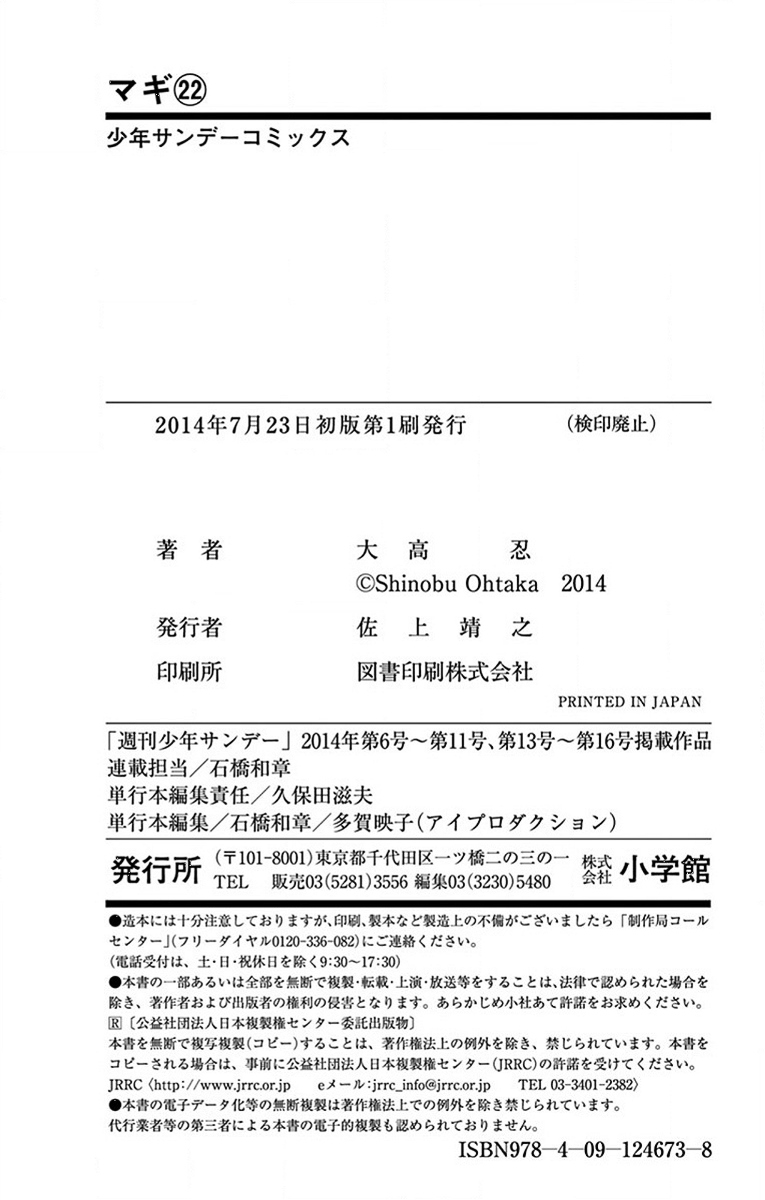 マギ㉒
少年サンデーコミックス
2014年7月23日初版第1刷発行 (検印廃止)
著 者 大 高 忍
©Shinobu Ohtaka 2014
発行者 佐 上 靖 之
印刷所 図書印刷株式会社
PRINTED IN JAPAN
「週刊少年サンデー」2014年第6号～第11号、第13号～第16号掲載作品
連載担当／石橋和章
単行本編集責任／久保田滋夫
単行本編集／石橋和章／多賀映子(アイプロダクション)
発行所 (〒101-8001)東京都千代田区一ツ橋二の三の一 株式会社 小学館
TEL 販売03(5281)3556 編集03(3230)5480
●造本には十分注意しておりますが、印刷、製本など製造上の不備がございましたら「制作局コール
センター」(フリーダイヤル0120-336-082)にご連絡ください。
(電話受付は、土・日・祝休日を除く9:30～17:30)
●本書の一部あるいは全部を無断で複製・転載・上演・放送等をすることは、法律で認められた場合を
除き、著作者および出版者の権利の侵害となります。あらかじめ小社あて許諾をお求めください。
🅁［公益社団法人日本複製権センター委託出版物］
本書を無断で複写複製(コピー)することは、著作権法上の例外を除き、禁じられています。本書を
コピーされる場合は、事前に公益社団法人日本複製権センター(JRRC)の許諾を受けてください。
JRRC〈http://www.jrrc.or.jp eメール:jrrc_info@jrrc.or.jp TEL 03-3401-2382〉
●本書の電子データ化等の無断複製は著作権法上での例外を除き禁じられています。
代行業者等の第三者による本書の電子的複製も認められておりません。
ISBN978-4-09-124673-8